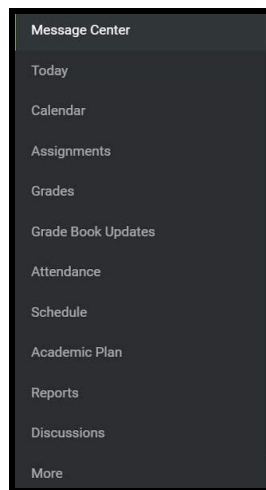 Message Center
Today
Calendar
Assignments
Grades
Grade Book Updates
Attendance
Schedule
Academic Plan
Reports
Discussions
More